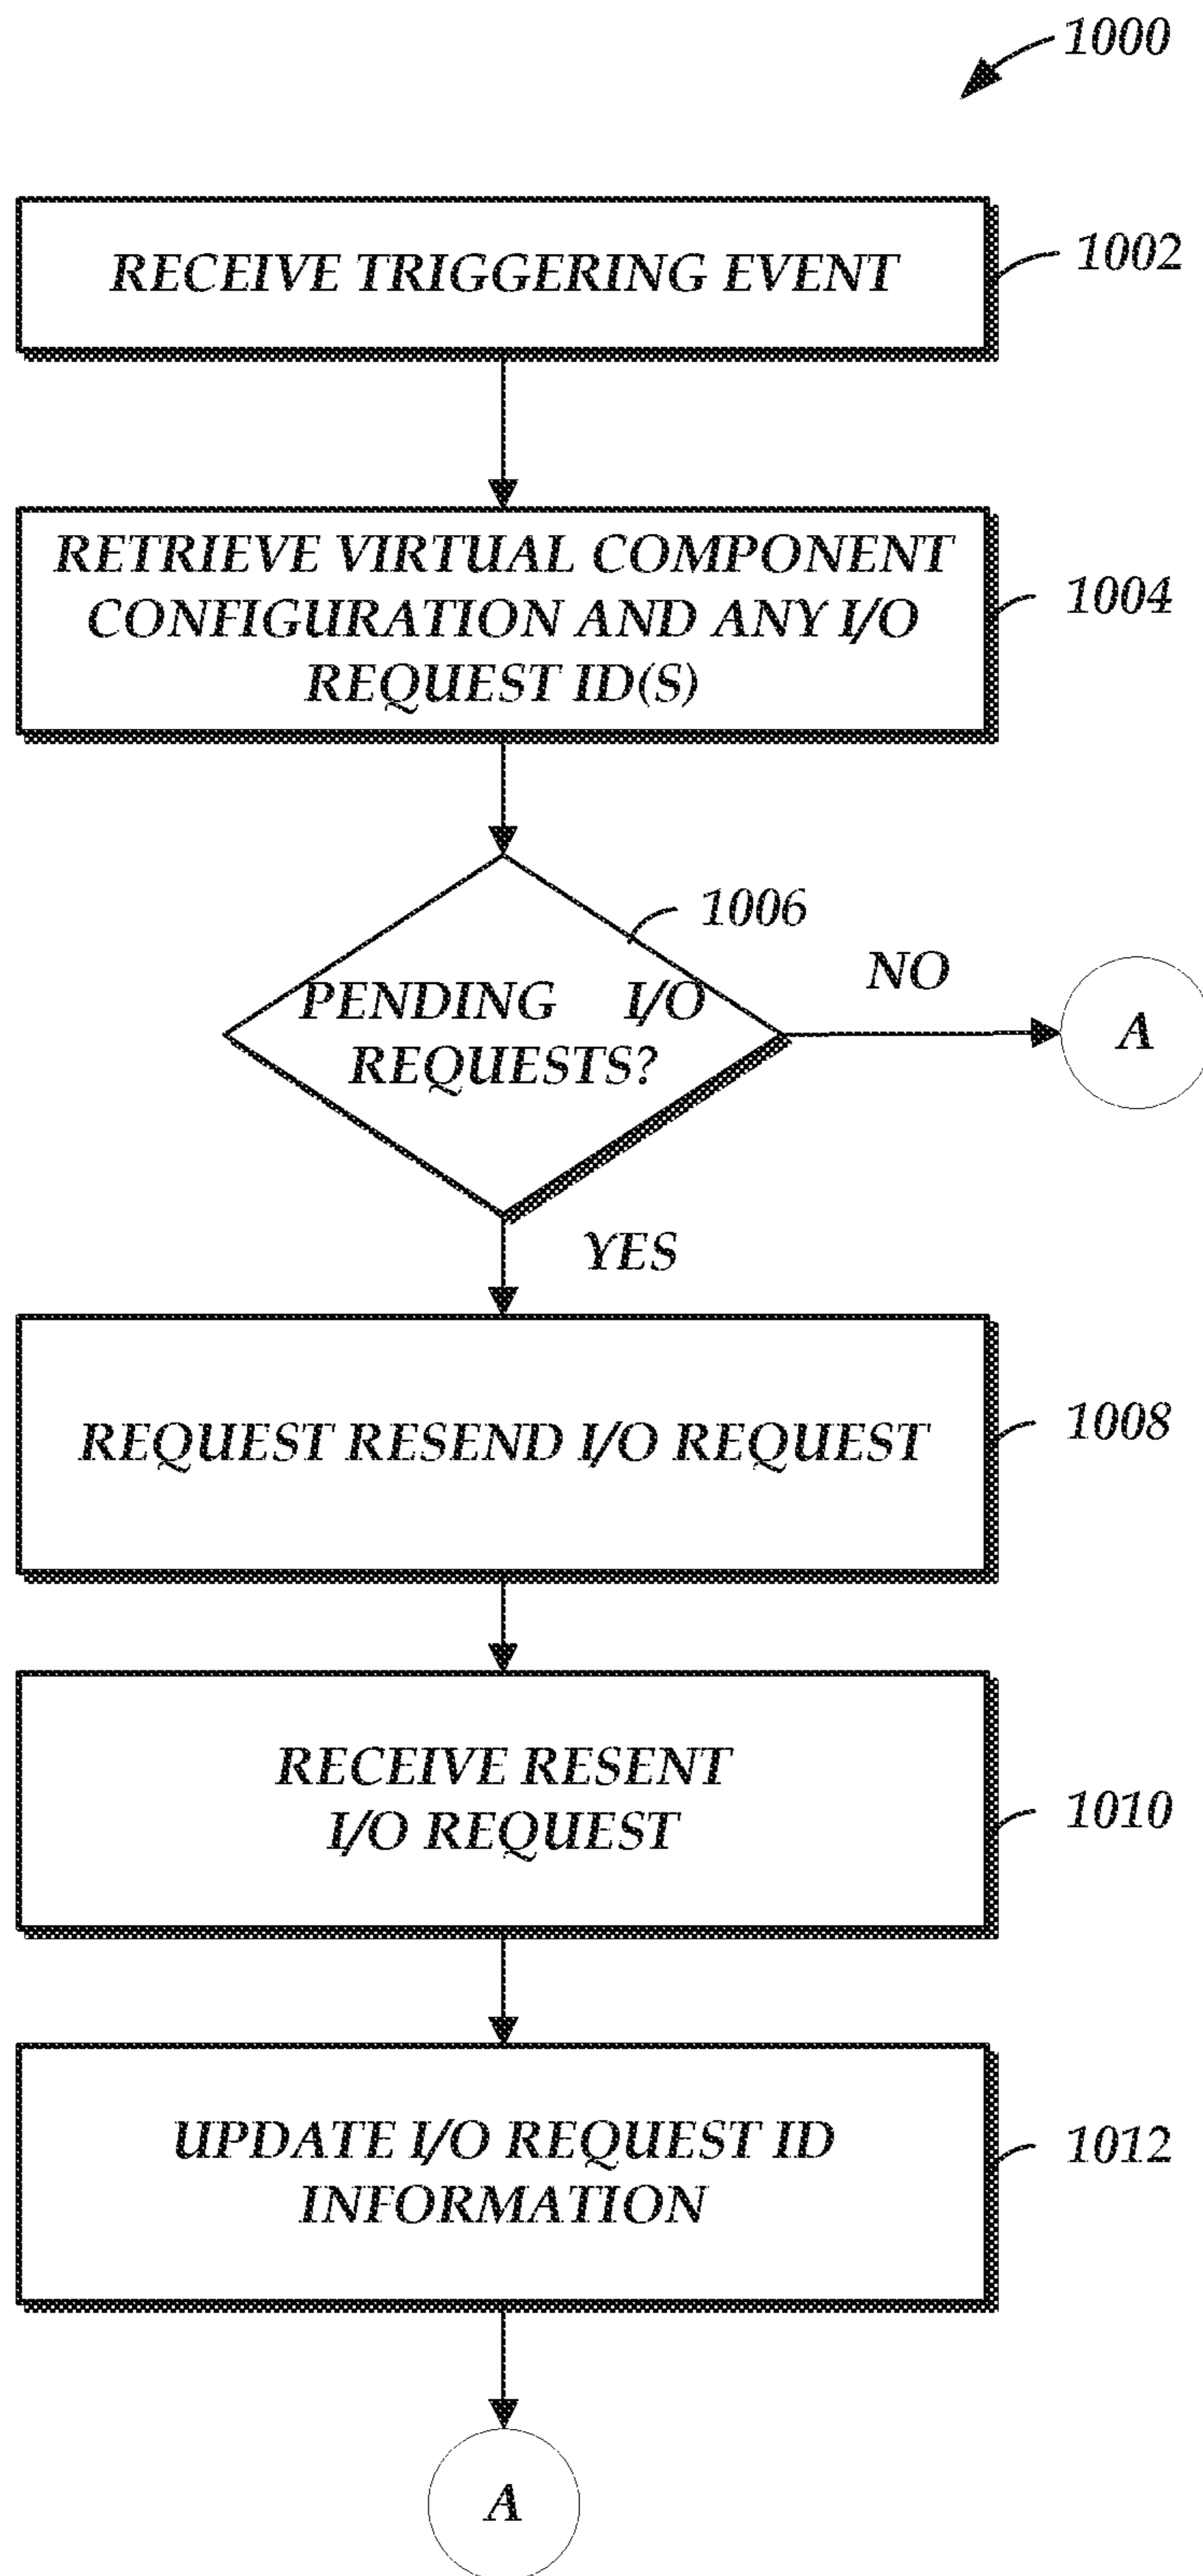 1000
RECEIVE TRIGGERING EVENT
1002
RETRIEVE VIRTUAL COMPONENT
CONFIGURATION AND ANY I/O
REQUEST ID(S)
1004
1006
PENDING I/O
REQUESTS?
NO
A
YES
REQUEST RESEND I/O REQUEST
1008
RECEIVE RESENT
I/O REQUEST
1010
UPDATE I/O REQUEST ID
INFORMATION
1012
A